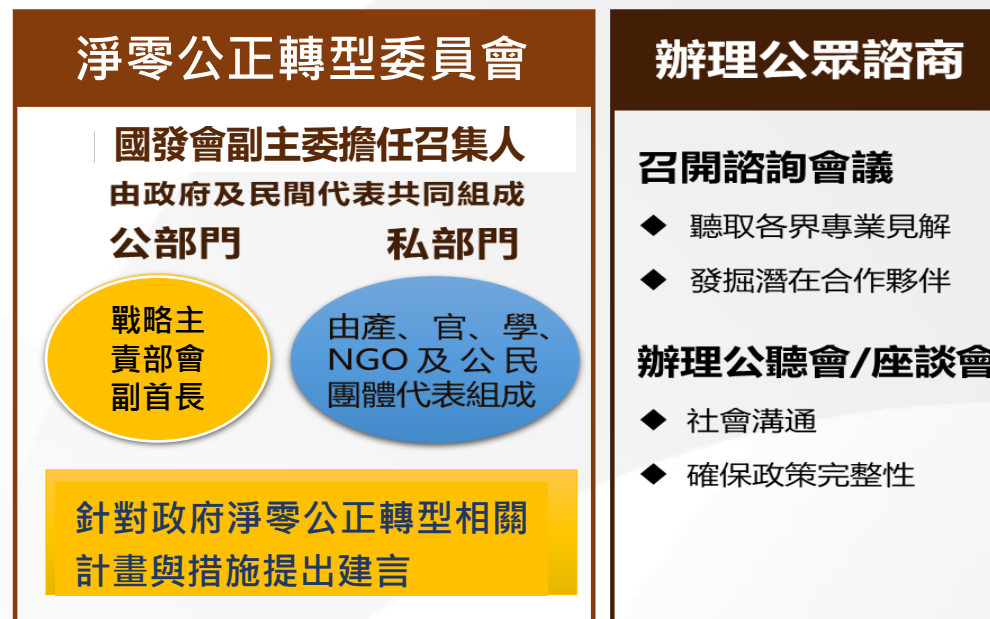 淨零公正轉型委員會
國發會副主委擔任召集人
由政府及民間代表共同組成
公部門
私部門
戰略主
責部會
副首長
由產、官、學、
NGO及公民
團體代表組成
針對政府淨零公正轉型相關
計畫與措施提出建言
辦理公眾諮商
召開諮詢會議
◆ 聽取各界專業見解
◆ 發掘潛在合作夥伴
辦理公聽會/座談會
◆ 社會溝通
◆ 確保政策完整性